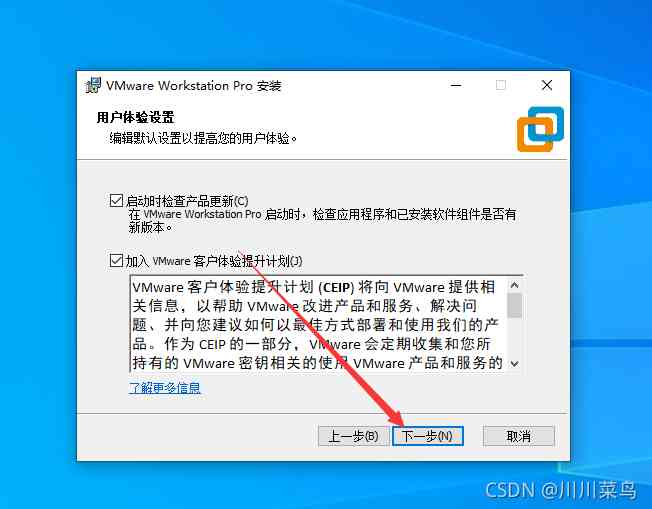 VMware Workstation Pro 安装
用户体验设置
编辑默认设置以提高您的用户体验。
启动时检查产品更新(C)
在 VMware Workstation Pro 启动时，检查应用程序和已安装软件组件是否有
新版本。
加入 VMware 客户体验提升计划(J)
VMware 客户体验提升计划 (CEIP) 将向 VMware 提供相
关信息，以帮助 VMware 改进产品和服务、解决问
题、并向您建议如何以最佳方式部署和使用我们的产
品。作为 CEIP 的一部分，VMware 会定期收集和您所
持有的 VMware 密钥相关的使用 VMware 产品和服务的
了解更多信息
上一步(B) 下一步(N) 取消
CSDN @川川菜鸟